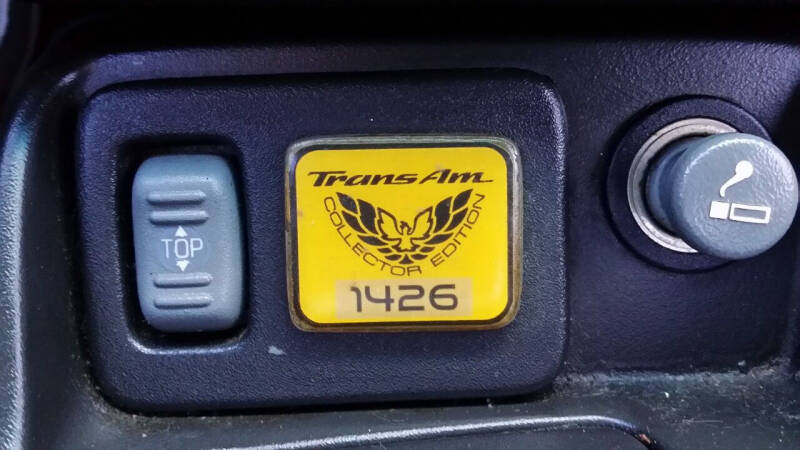 TOP
Trans Am
COLLECTOR EDITION
1426